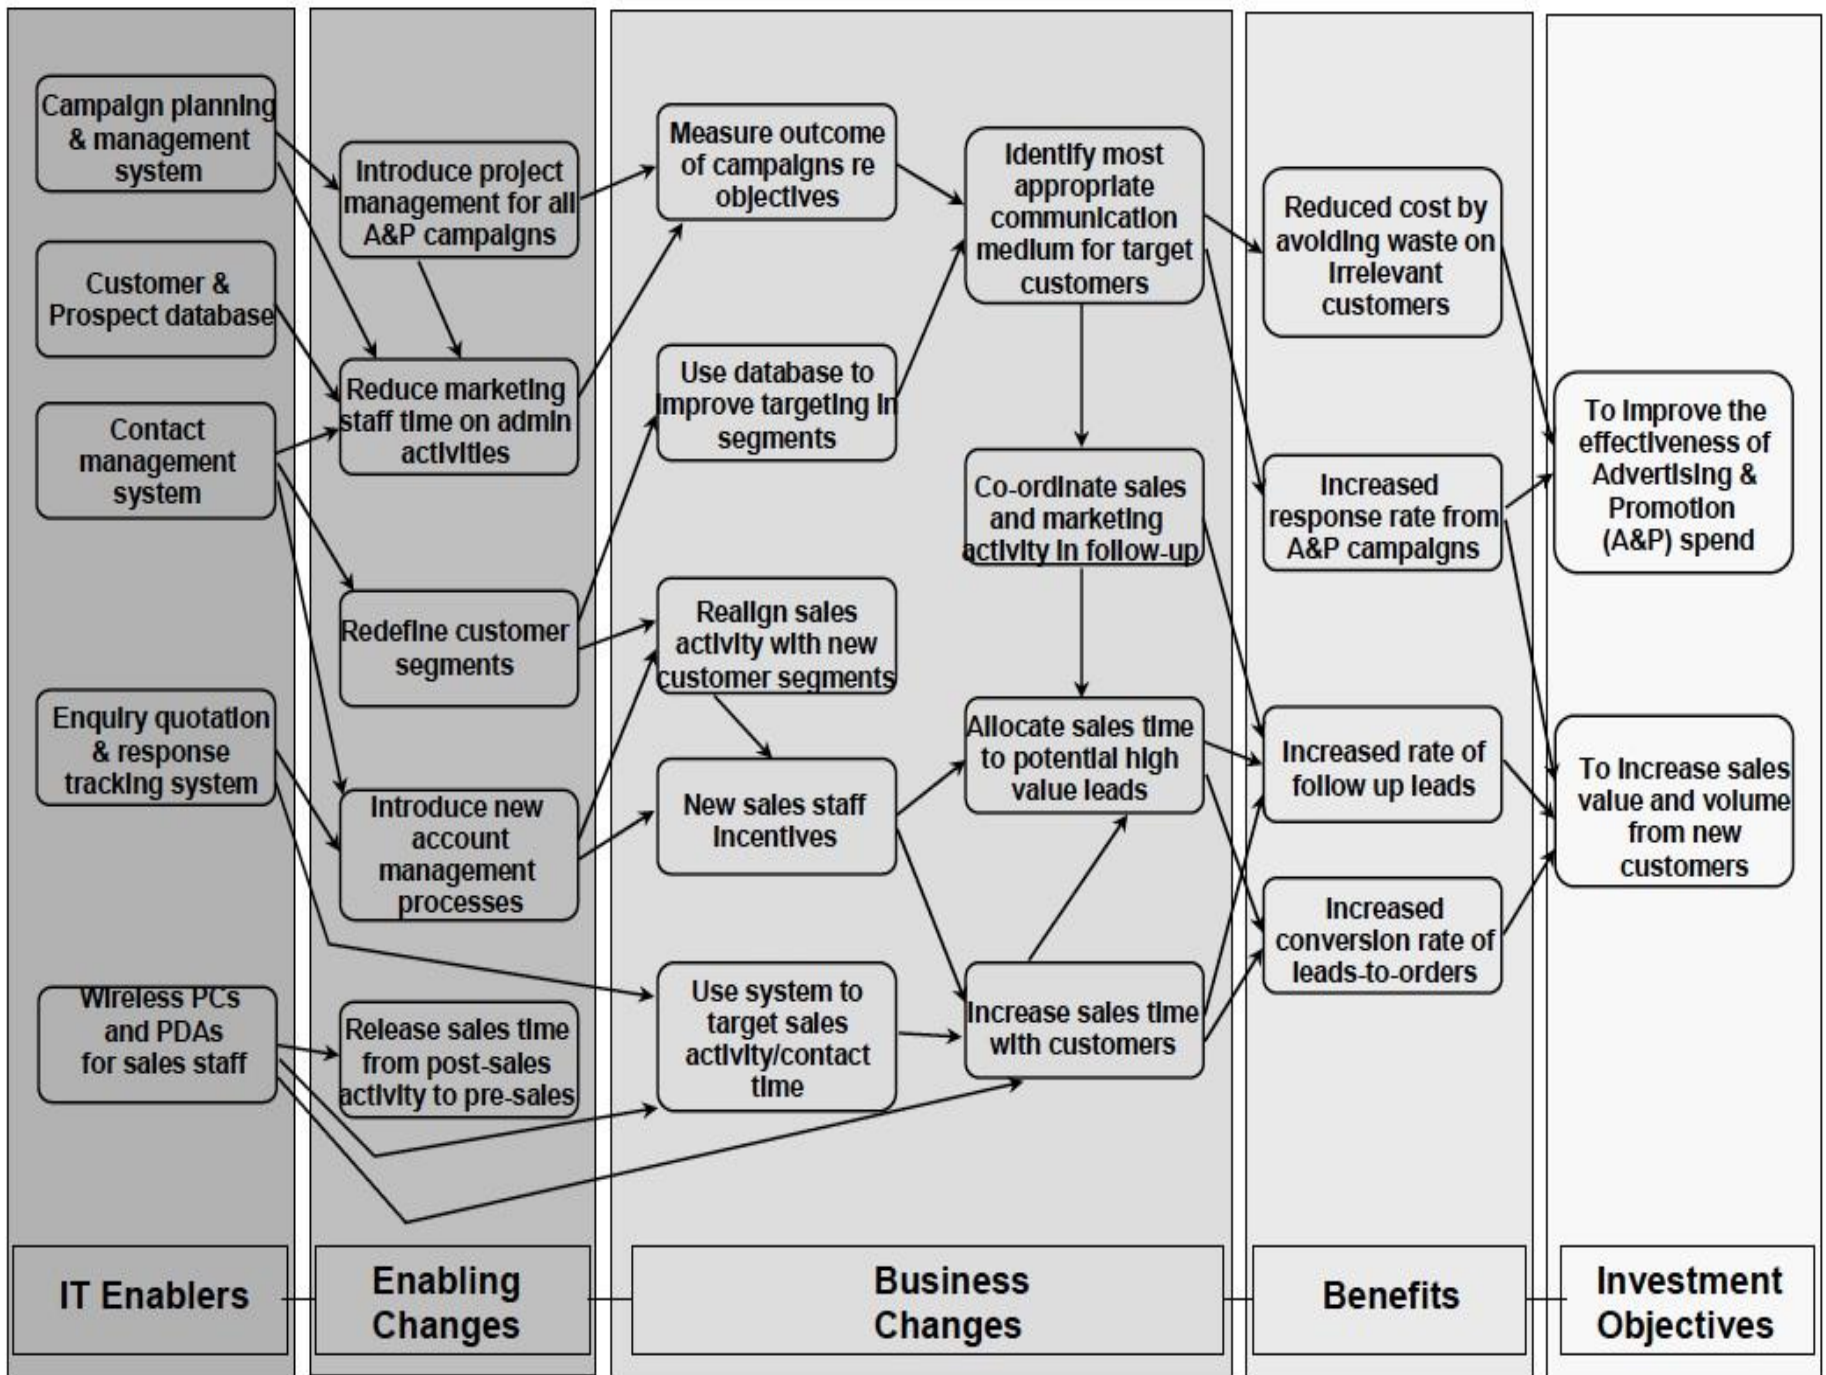 Campaign planning
& management
system
Customer &
Prospect database
Contact
management
system
Enquiry quotation
& response
tracking system
Wireless PCs
and PDAs
for sales staff
IT Enablers
Introduce project
management for all
A&P campaigns
Reduce marketing
staff time on admin
activities
Redefine customer
segments
Introduce new
account
management
processes
Release sales time
from post-sales
activity to pre-sales
Enabling
Changes
Measure outcome
of campaigns re
objectives
Use database to
improve targeting in
segments
Realign sales
activity with new
customer segments
New sales staff
incentives
Use system to
target sales
activity/contact
time
Identify most
appropriate
communication
medium for target
customers
Co-ordinate sales
and marketing
activity in follow-up
Allocate sales time
to potential high
value leads
Increase sales time
with customers
Business
Changes
Reduced cost by
avoiding waste on
irrelevant
customers
Increased
response rate from
A&P campaigns
Increased rate of
follow up leads
Increased
conversion rate of
leads-to-orders
Benefits
To improve the
effectiveness of
Advertising &
Promotion
(A&P) spend
To increase sales
value and volume
from new
customers
Investment
Objectives